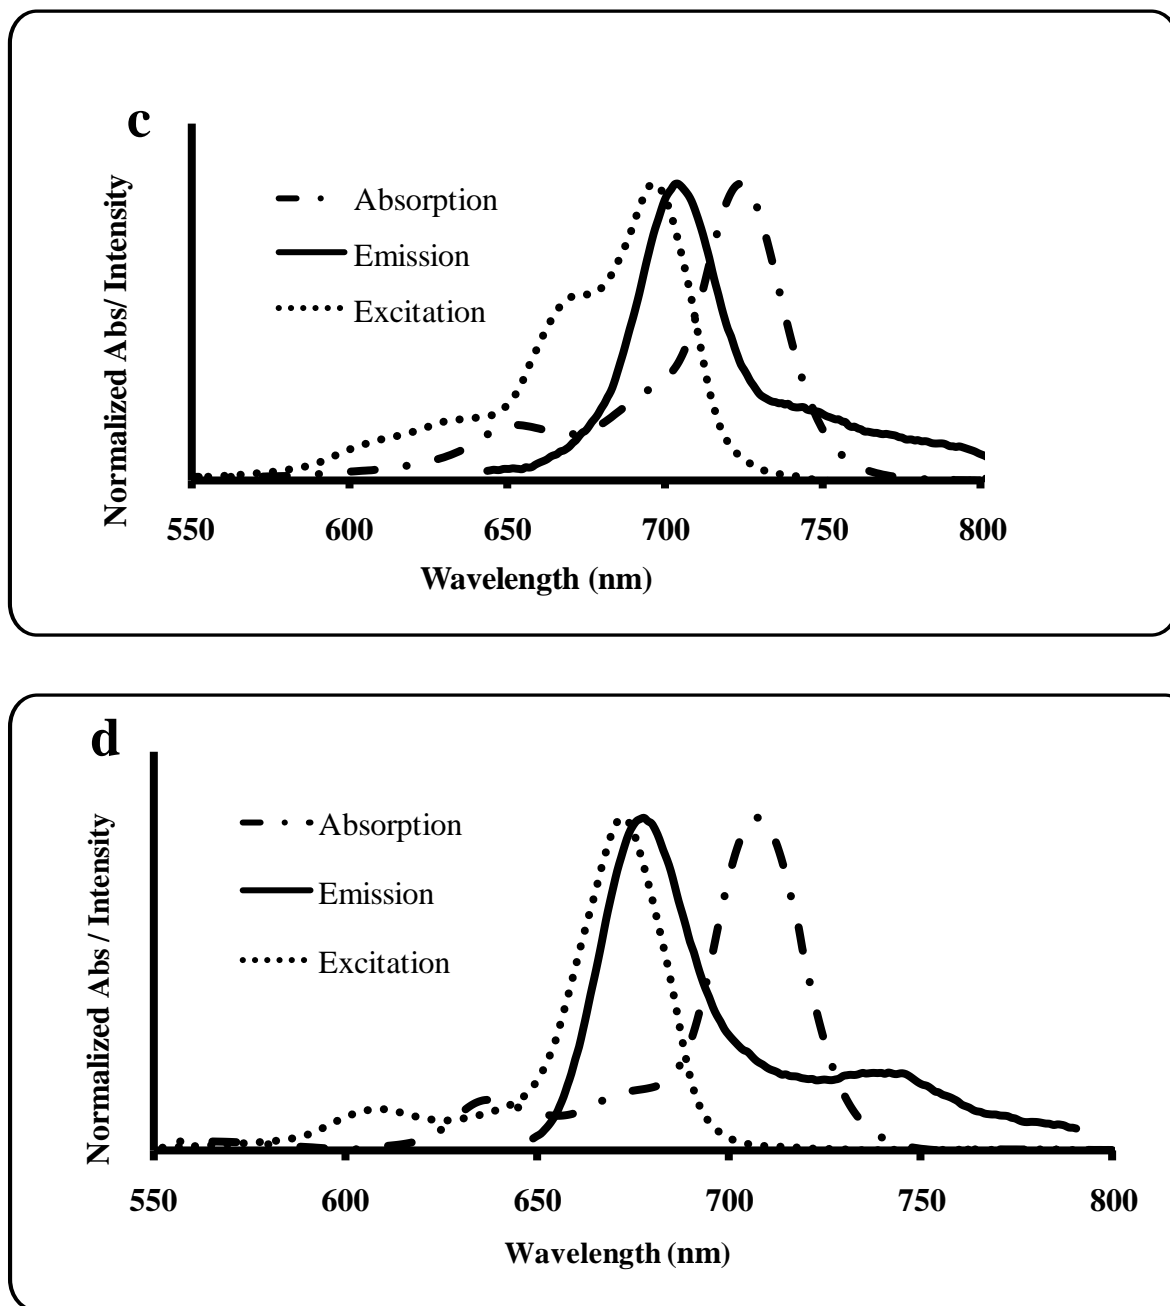 c
Normalized Abs/ Intensity
Absorption
Emission
Excitation
550 600 650 700 750 800
Wavelength (nm)
d
Normalized Abs / Intensity
Absorption
Emission
Excitation
550 600 650 700 750 800
Wavelength (nm)